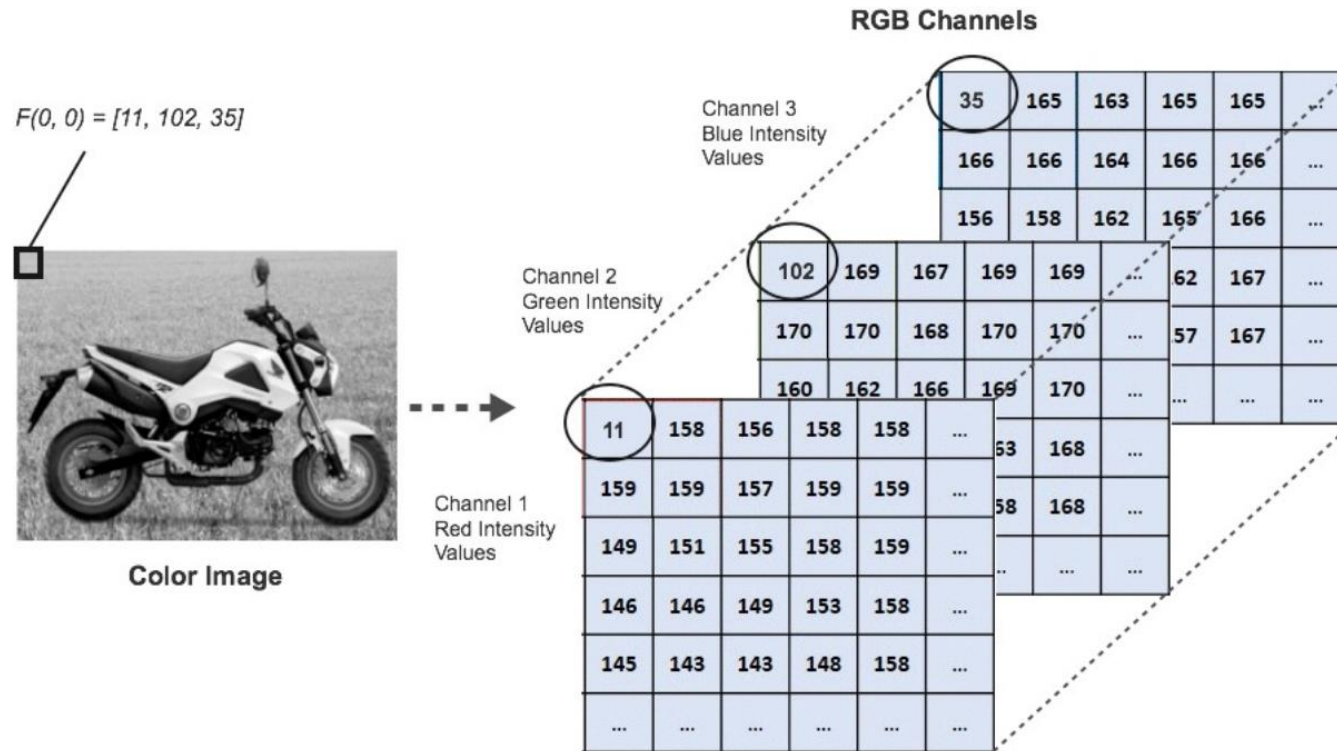 RGB Channels
F(0, 0) = [11, 102, 35]
Channel 3
Blue Intensity
Values
35 165 163 165 165 ...
166 166 164 166 166 ...
156 158 162 165 166 ...
62 167 ...
57 167 ...
... ... ...
Channel 2
Green Intensity
Values
102 169 167 169 169 ...
170 170 168 170 170 ...
160 162 166 169 170 ...
63 168 ...
58 168 ...
.. ... ...
Channel 1
Red Intensity
Values
11 158 156 158 158 ...
159 159 157 159 159 ...
149 151 155 158 159 ...
146 146 149 153 158 ...
145 143 143 148 158 ...
... ... ... ... ... ...
Color Image